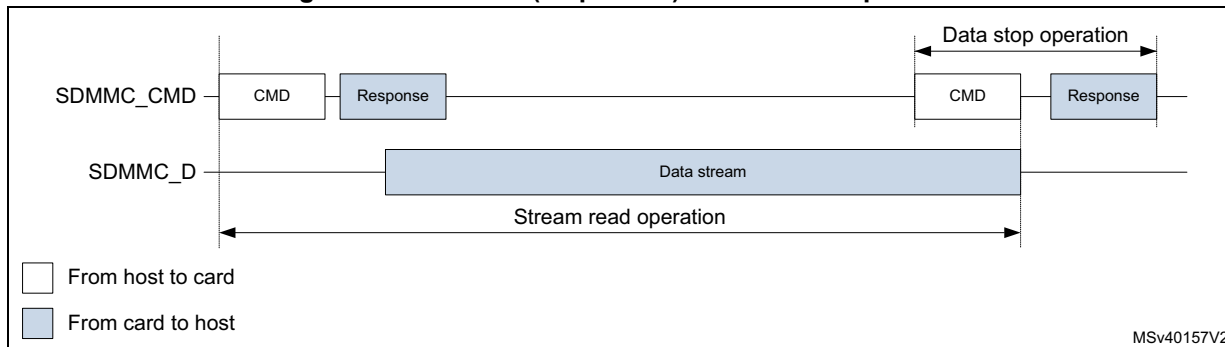 Data stop operation
SDMMC_CMD CMD Response CMD Response
SDMMC_D Data stream
Stream read operation
From host to card
From card to host
MSv40157V2